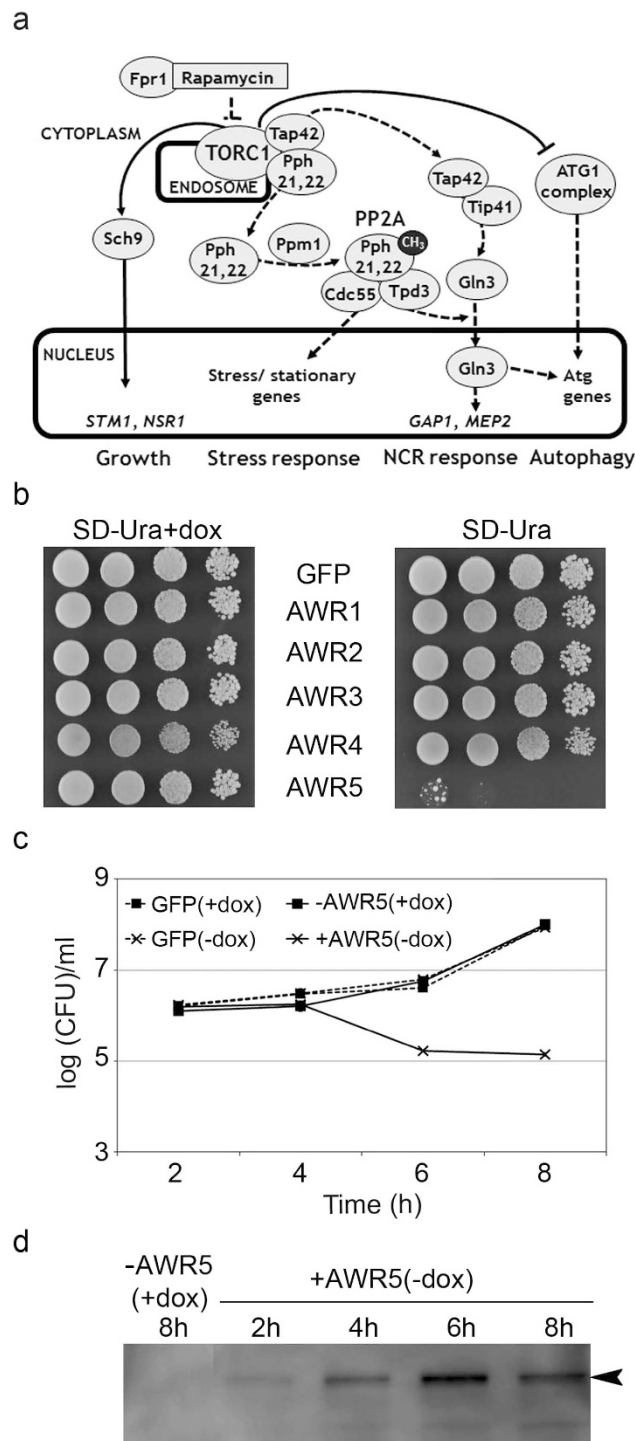 a
Fpr1 Rapamycin
CYTOPLASM
TORC1
Tap42
Pph
21,22
ENDOSOME
Sch9
Pph
21,22
Ppm1
PP2A
Pph
21,22
CH3
Cdc55
Tpd3
Tap42
Tip41
Gln3
ATG1
complex
NUCLEUS
Stress/ stationary
genes
Gln3
Atg
genes
STM1, NSR1
GAP1, MEP2
Growth Stress response NCR response Autophagy
b
SD-Ura+dox SD-Ura
GFP
AWR1
AWR2
AWR3
AWR4
AWR5
c
9
7
5
3
log (CFU)/ml
GFP(+dox) -AWR5(+dox)
GFP(-dox) +AWR5(-dox)
2 4 6 8
Time (h)
d
-AWR5
(+dox)
+AWR5(-dox)
8h 2h 4h 6h 8h